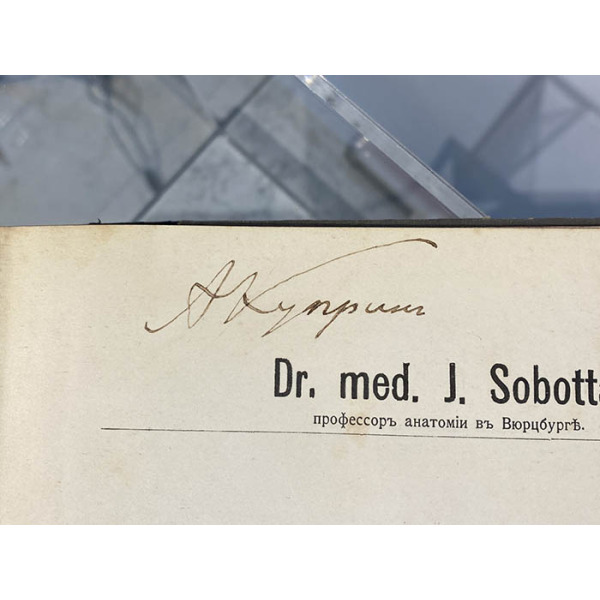 А Куприн
Dr. med. J. Sobotta
профессоръ анатоміи въ Вюрцбургѣ.